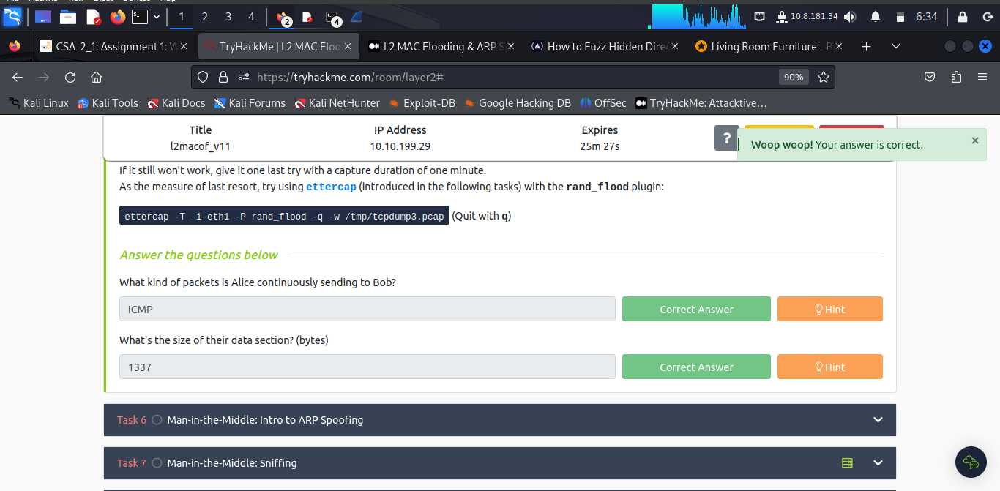 1 2 3 4 2 4 10.8.181.34 6:34
CSA-2_1: Assignment 1: W TryHackMe | L2 MAC Floo L2 MAC Flooding & ARP S How to Fuzz Hidden Direc Living Room Furniture - B
https://tryhackme.com/room/layer2# 90%
Kali Linux Kali Tools Kali Docs Kali Forums Kali NetHunter Exploit-DB Google Hacking DB OffSec TryHackMe: Attacktive…
Title IP Address Expires
l2macof_v11 10.10.199.29 25m 27s
?
Woop woop! Your answer is correct.
If it still won't work, give it one last try with a capture duration of one minute.
As the measure of last resort, try using ettercap (introduced in the following tasks) with the rand_flood plugin:
ettercap -T -i eth1 -P rand_flood -q -w /tmp/tcpdump3.pcap (Quit with q)
Answer the questions below
What kind of packets is Alice continuously sending to Bob?
ICMP Correct Answer Hint
What's the size of their data section? (bytes)
1337 Correct Answer Hint
Task 6 Man-in-the-Middle: Intro to ARP Spoofing
Task 7 Man-in-the-Middle: Sniffing